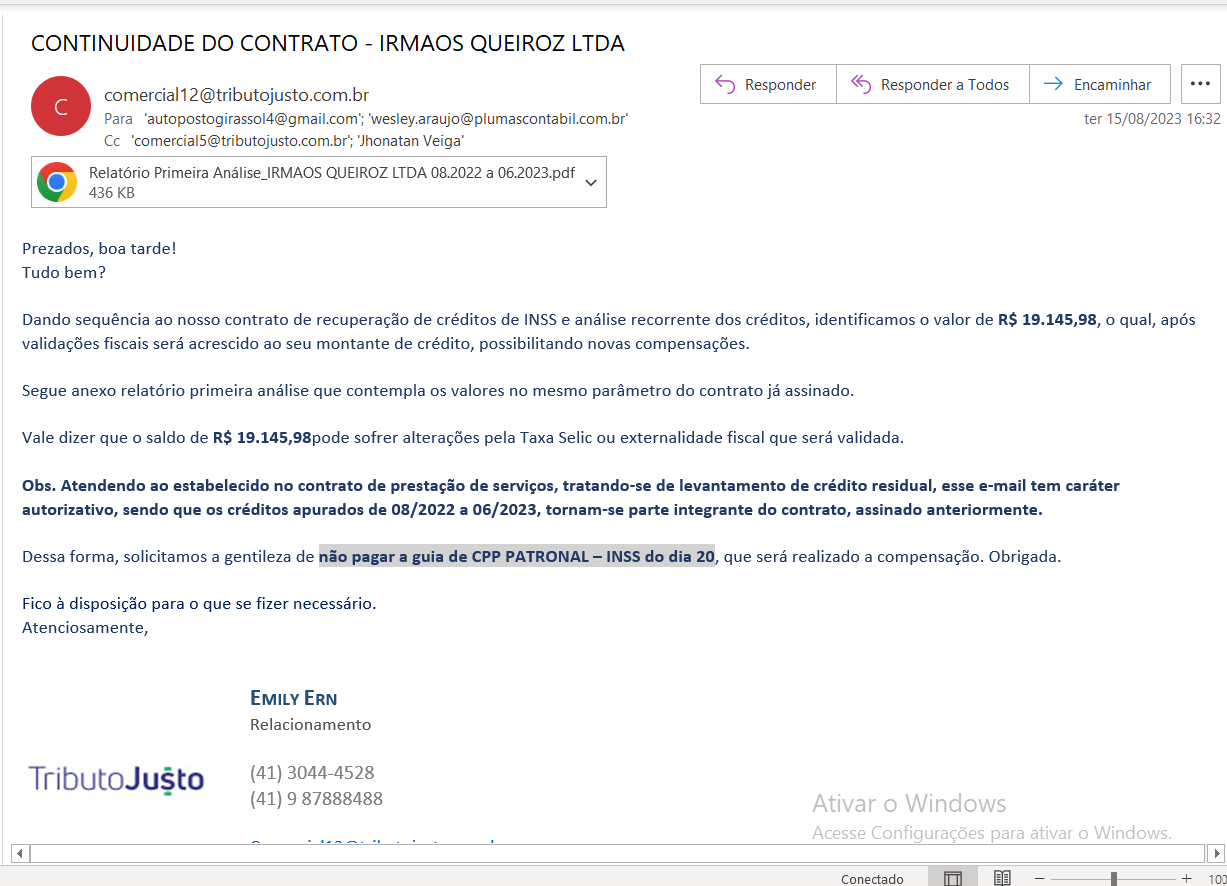 CONTINUIDADE DO CONTRATO - IRMAOS QUEIROZ LTDA
C
comercial12@tributojusto.com.br
Para 'autopostogirassol4@gmail.com'; 'wesley.araujo@plumascontabil.com.br'
Cc 'comercial5@tributojusto.com.br'; 'Jhonatan Veiga'
Responder
Responder a Todos
Encaminhar
ter 15/08/2023 16:32
Relatório Primeira Análise_IRMAOS QUEIROZ LTDA 08.2022 a 06.2023.pdf
436 KB
Prezados, boa tarde!
Tudo bem?
Dando sequência ao nosso contrato de recuperação de créditos de INSS e análise recorrente dos créditos, identificamos o valor de R$ 19.145,98, o qual, após
validações fiscais será acrescido ao seu montante de crédito, possibilitando novas compensações.
Segue anexo relatório primeira análise que contempla os valores no mesmo parâmetro do contrato já assinado.
Vale dizer que o saldo de R$ 19.145,98pode sofrer alterações pela Taxa Selic ou externalidade fiscal que será validada.
Obs. Atendendo ao estabelecido no contrato de prestação de serviços, tratando-se de levantamento de crédito residual, esse e-mail tem caráter
autorizativo, sendo que os créditos apurados de 08/2022 a 06/2023, tornam-se parte integrante do contrato, assinado anteriormente.
Dessa forma, solicitamos a gentileza de não pagar a guia de CPP PATRONAL – INSS do dia 20, que será realizado a compensação. Obrigada.
Fico à disposição para o que se fizer necessário.
Atenciosamente,
EMILY ERN
Relacionamento
TributoJusto
(41) 3044-4528
(41) 9 87888488
Ativar o Windows
Acesse Configurações para ativar o Windows.
Conectado
100